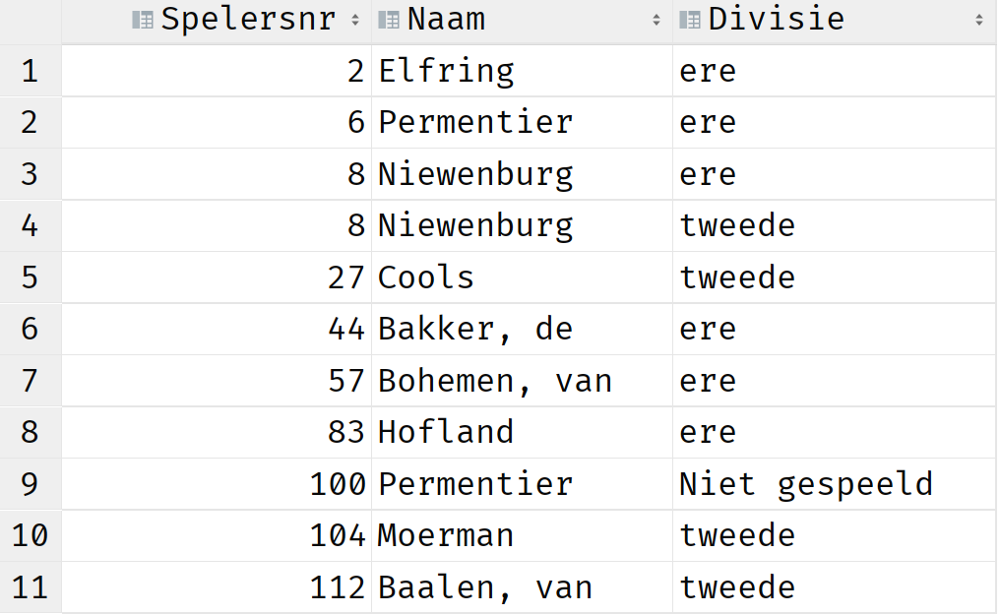 Spelersnr Naam Divisie
1 2 Elfring ere
2 6 Permentier ere
3 8 Niewenburg ere
4 8 Niewenburg tweede
5 27 Cools tweede
6 44 Bakker, de ere
7 57 Bohemen, van ere
8 83 Hofland ere
9 100 Permentier Niet gespeeld
10 104 Moerman tweede
11 112 Baalen, van tweede